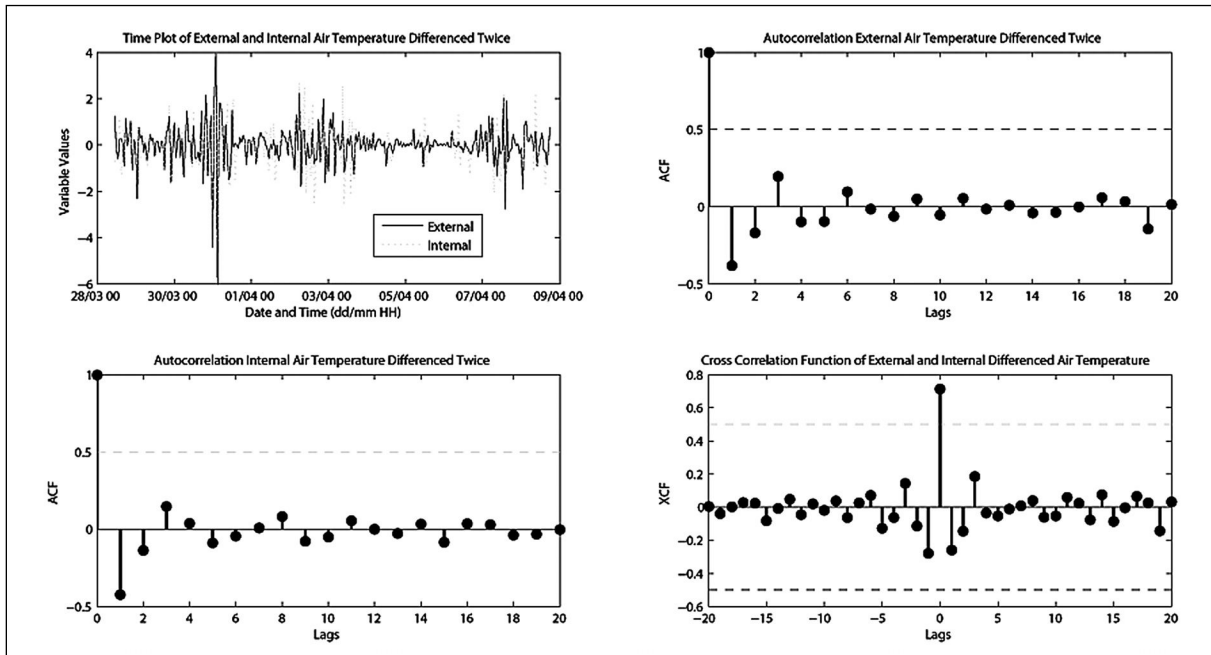 Time Plot of External and Internal Air Temperature Differenced Twice
4
2
0
−2
−4
−6
Variable Values
External
Internal
28/03 00 30/03 00 01/04 00 03/04 00 05/04 00 07/04 00 09/04 00
Date and Time (dd/mm HH)
Autocorrelation External Air Temperature Differenced Twice
1
0.5
0
−0.5
ACF
0 2 4 6 8 10 12 14 16 18 20
Lags
Autocorrelation Internal Air Temperature Differenced Twice
1
0.5
0
−0.5
ACF
0 2 4 6 8 10 12 14 16 18 20
Lags
Cross Correlation Function of External and Internal Differenced Air Temperature
0.8
0.6
0.4
0.2
0
−0.2
−0.4
−0.6
XCF
−20 −15 −10 −5 0 5 10 15 20
Lags